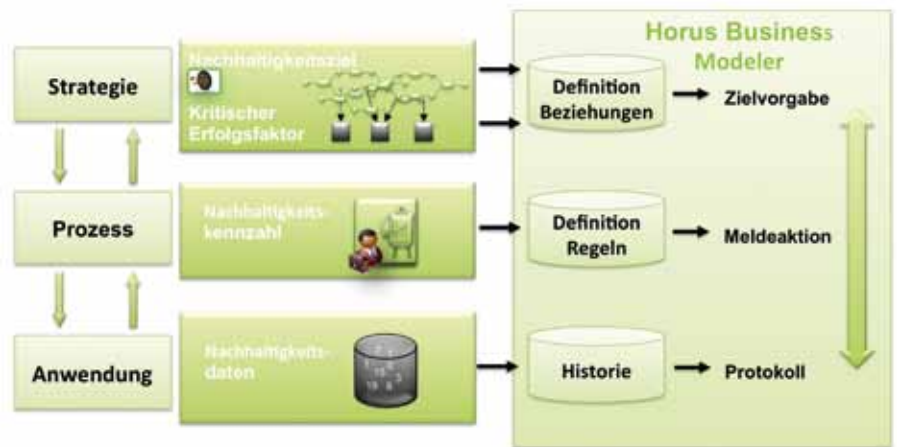 Horus Business
Modeler
Strategie
Nachhaltigkeitsziel
Kritischer
Erfolgsfaktor
Definition
Beziehungen
Zielvorgabe
Prozess
Nachhaltigkeits-
kennzahl
Definition
Regeln
Meldeaktion
Anwendung
Nachhaltigkeits-
daten
Historie
Protokoll